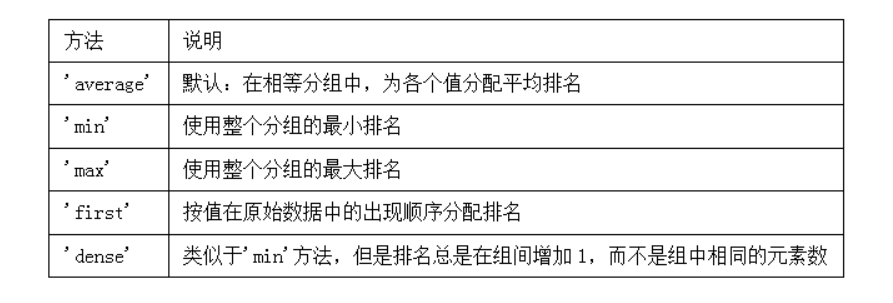 方法 说明
'average' 默认：在相等分组中，为各个值分配平均排名
'min' 使用整个分组的最小排名
'max' 使用整个分组的最大排名
'first' 按值在原始数据中的出现顺序分配排名
'dense' 类似于'min'方法，但是排名总是在组间增加1，而不是组中相同的元素数